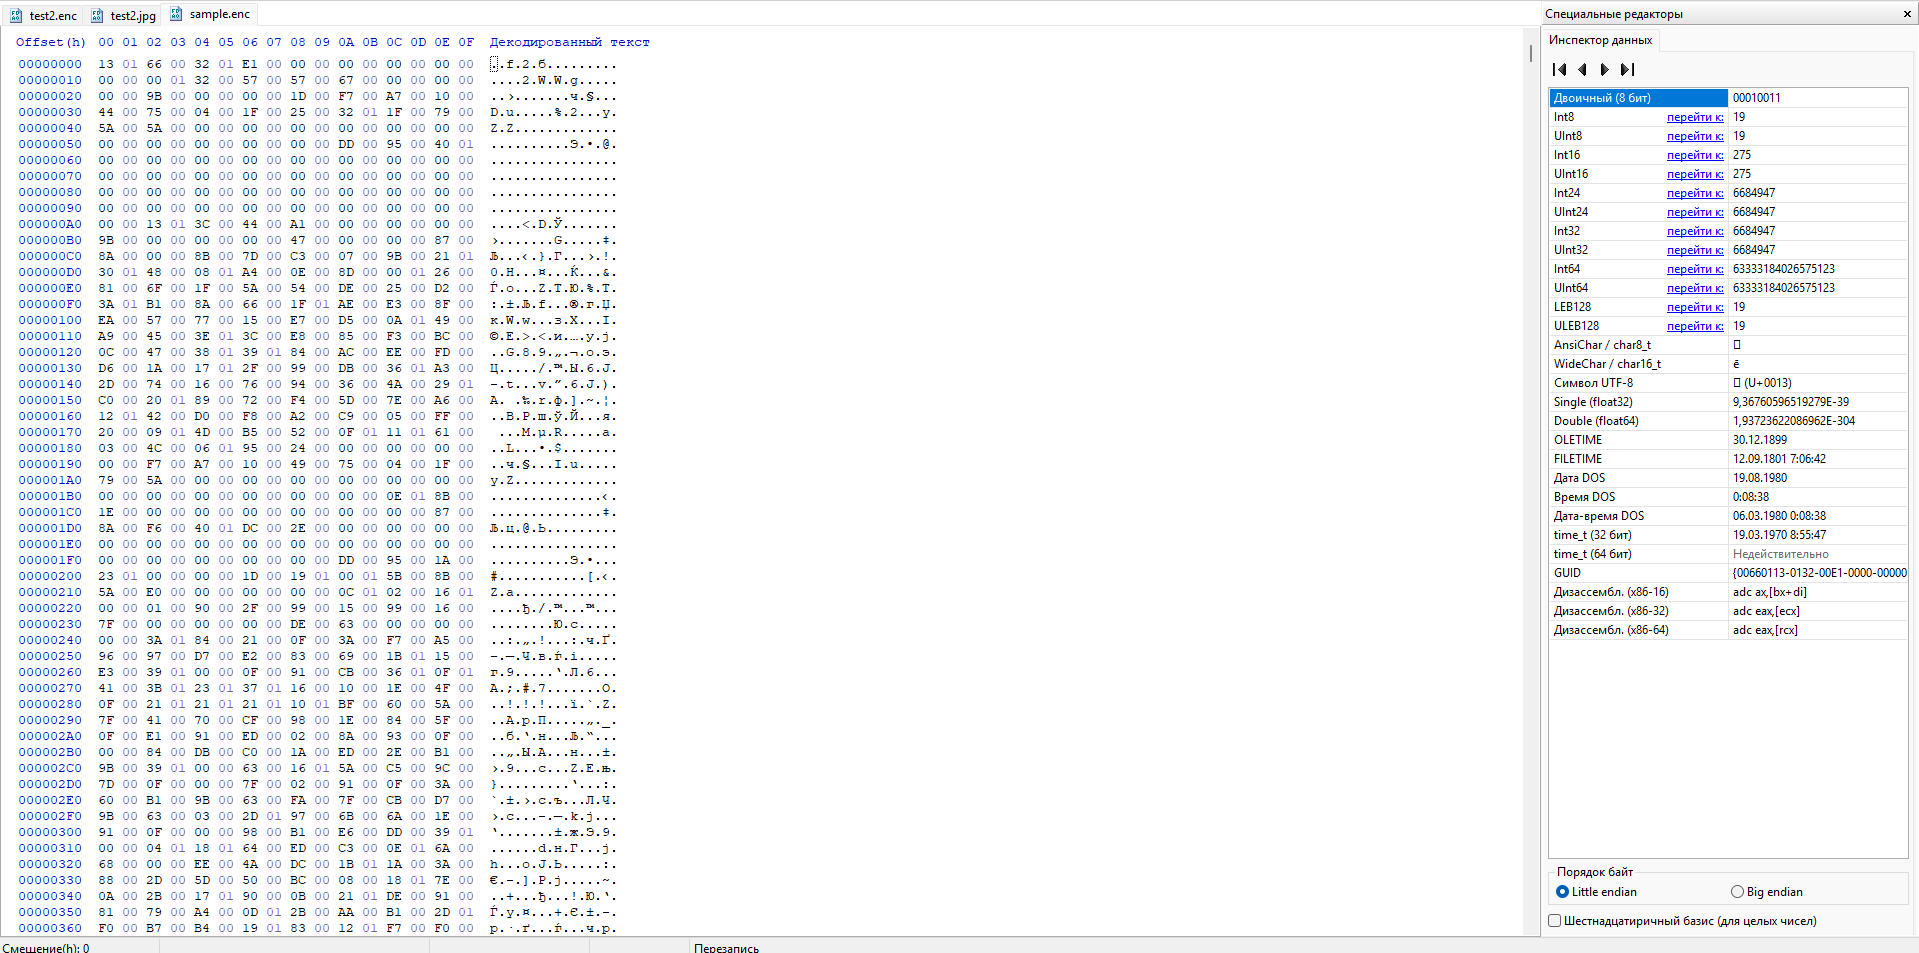 test2.enc test2.jpg sample.enc
Offset(h) 00 01 02 03 04 05 06 07 08 09 0A 0B 0C 0D 0E 0F Декодированный текст
00000000 13 01 66 00 32 01 E1 00 00 00 00 00 00 00 00 00 ..f.2.б.........
00000010 00 00 00 01 32 00 57 00 57 00 67 00 00 00 00 00 ....2.W.W.g.....
00000020 00 00 9B 00 00 00 00 00 1D 00 F7 00 A7 00 10 00 ..›.......ч.§...
00000030 44 00 75 00 04 01 1F 00 25 00 32 01 1F 00 79 00 D.u.....%.2...y.
00000040 5A 00 5A 00 00 00 00 00 00 00 00 00 00 00 00 00 Z.Z.............
00000050 00 00 00 00 00 00 00 00 00 00 DD 00 95 00 40 01 ..........Э.•.@.
00000060 00 00 00 00 00 00 00 00 00 00 00 00 00 00 00 00 ................
00000070 00 00 00 00 00 00 00 00 00 00 00 00 00 00 00 00 ................
00000080 00 00 00 00 00 00 00 00 00 00 00 00 00 00 00 00 ................
00000090 00 00 00 00 00 00 00 00 00 00 00 00 00 00 00 00 ................
000000A0 00 00 13 01 3C 00 44 00 A1 00 00 00 00 00 00 00 ....<.D.Ў.......
000000B0 9B 00 00 00 00 00 00 00 47 00 00 00 00 00 87 00 ›.......G.....‡.
000000C0 8A 00 00 00 8B 00 7D 00 C3 00 07 00 9B 00 21 01 Љ...‹.}.Г...›.!.
000000D0 30 01 48 00 08 01 A4 00 0E 00 8D 00 00 01 26 00 0.H...¤...Ќ...&.
000000E0 81 00 6F 00 1F 00 5A 00 54 00 DE 00 25 00 D2 00 Ѓ.o...Z.T.Ю.%.Т.
000000F0 3A 01 B1 00 8A 00 66 00 1F 01 AE 00 E3 00 8F 00 :.±.Љ.f...®.г.Џ.
00000100 EA 00 57 00 77 00 15 00 E7 00 D5 00 0A 01 49 00 к.W.w...з.Х...I.
00000110 A9 00 45 00 3E 01 3C 00 E8 00 85 00 F3 00 BC 00 ©.E.>.<.и.….у.ј.
00000120 0C 00 47 00 38 01 39 01 84 00 AC 00 EE 00 FD 00 ..G.8.9.„.¬.о.э.
00000130 D6 00 1A 00 17 01 2F 00 99 00 DB 00 36 01 A3 00 Ц...../.™.Ы.6.Ј.
00000140 2D 00 74 00 16 00 76 00 94 00 36 00 4A 00 29 01 -.t...v.”.6.J.).
00000150 C0 00 20 01 89 00 72 00 F4 00 5D 00 7E 00 A6 00 А. .‰.r.ф.].~.¦.
00000160 12 01 42 00 D0 00 F8 00 A2 00 C9 00 05 00 FF 00 ..B.Р.ш.ў.Й...я.
00000170 20 00 09 01 4D 00 B5 00 52 00 0F 01 11 01 61 00  ...M.µ.R.....a.
00000180 03 00 4C 00 06 01 95 00 24 00 00 00 00 00 00 00 ..L...•.$.......
00000190 00 00 F7 00 A7 00 10 00 49 00 75 00 04 00 1F 00 ..ч.§...I.u.....
000001A0 79 00 5A 00 00 00 00 00 00 00 00 00 00 00 00 00 y.Z.............
000001B0 00 00 00 00 00 00 00 00 00 00 00 00 0E 01 8B 00 ..............‹.
000001C0 1E 00 00 00 00 00 00 00 00 00 00 00 00 00 87 00 ..............‡.
000001D0 8A 00 F6 00 40 01 DC 00 2E 00 00 00 00 00 00 00 Љ.ц.@.Ь.........
000001E0 00 00 00 00 00 00 00 00 00 00 00 00 00 00 00 00 ................
000001F0 00 00 00 00 00 00 00 00 00 00 DD 00 95 00 1A 00 ..........Э.•...
00000200 23 01 00 00 00 00 1D 00 19 01 00 01 5B 00 8B 00 #...........[.‹.
00000210 5A 00 E0 00 00 00 00 00 00 00 0C 01 02 00 16 01 Z.а.............
00000220 00 00 01 00 90 00 2F 00 99 00 15 00 99 00 16 00 ....ђ./.™...™...
00000230 7F 00 00 00 00 00 00 00 DE 00 63 00 00 00 00 00 ........Ю.c.....
00000240 00 00 3A 01 84 00 21 00 0F 00 3A 00 F7 00 A5 00 ..:.„.!...:.ч.Ґ.
00000250 96 00 97 00 D7 00 E2 00 83 00 69 00 1B 01 15 00 –.—.Ч.в.ѓ.i.....
00000260 E3 00 39 01 00 00 0F 00 91 00 CB 00 36 01 0F 01 г.9.....‘.Л.6...
00000270 41 00 3B 01 23 01 37 01 16 00 10 00 1E 00 4F 00 A.;.#.7.......O.
00000280 0F 00 21 01 21 01 21 01 10 01 BF 00 60 00 5A 00 ..!.!.!...ї.`.Z.
00000290 7F 00 41 00 70 00 CF 00 98 00 1E 00 84 00 5F 00 ..A.p.П.....„._.
000002A0 0F 00 E1 00 91 00 ED 00 02 00 8A 00 93 00 0F 00 ..б.‘.н...Љ.“...
000002B0 00 00 84 00 DB 00 C0 00 1A 00 ED 00 2E 00 B1 00 ..„.Ы.А...н...±.
000002C0 9B 00 39 01 00 00 63 00 16 01 5A 00 C5 00 9C 00 ›.9...c...Z.Е.њ.
000002D0 7D 00 0F 00 00 00 7F 00 02 00 91 00 0F 00 3A 00 }.........‘...:.
000002E0 60 00 B1 00 9B 00 63 00 FA 00 7F 00 CB 00 D7 00 `.±.›.c.ъ...Л.Ч.
000002F0 9B 00 63 00 03 00 2D 01 97 00 6B 00 6A 00 1E 00 ›.c...-.—.k.j...
00000300 91 00 0F 00 00 00 98 00 B1 00 E6 00 DD 00 39 01 ‘.......±.ж.Э.9.
00000310 00 00 04 01 18 01 64 00 ED 00 C3 00 0E 01 6A 00 ......d.н.Г...j.
00000320 68 00 00 00 EE 00 4A 00 DC 00 1B 01 1A 00 3A 00 h...о.J.Ь.....:.
00000330 88 00 2D 00 5D 00 50 00 BC 00 08 00 18 01 7E 00 €.-.].P.ј.....~.
00000340 0A 00 2B 00 17 01 90 00 0B 00 21 01 DE 00 91 00 ..+...ђ...!.Ю.‘.
00000350 81 00 79 00 A4 00 0D 01 2B 00 AA 00 B1 00 2D 01 Ѓ.y.¤...+.Є.±.-.
00000360 F0 00 B7 00 B4 00 19 01 83 00 12 01 F7 00 F0 00 р.·.ґ...ѓ...ч.р.
Смещение(h): 0 Перезапись
Специальные редакторы
Инспектор данных
Двоичный (8 бит) 00010011
Int8 перейти к: 19
UInt8 перейти к: 19
Int16 перейти к: 275
UInt16 перейти к: 275
Int24 перейти к: 6684947
UInt24 перейти к: 6684947
Int32 перейти к: 6684947
UInt32 перейти к: 6684947
Int64 перейти к: 63333184026575123
UInt64 перейти к: 63333184026575123
LEB128 перейти к: 19
ULEB128 перейти к: 19
AnsiChar / char8_t
WideChar / char16_t ē
Символ UTF-8 (U+0013)
Single (float32) 9,36760596519279E-39
Double (float64) 1,93723622086962E-304
OLETIME 30.12.1899
FILETIME 12.09.1801 7:06:42
Дата DOS 19.08.1980
Время DOS 0:08:38
Дата-время DOS 06.03.1980 0:08:38
time_t (32 бит) 19.03.1970 8:55:47
time_t (64 бит) Недействительно
GUID {00660113-0132-00E1-0000-00000
Дизассембл. (x86-16) adc ax,[bx+di]
Дизассембл. (x86-32) adc eax,[ecx]
Дизассембл. (x86-64) adc eax,[rcx]
Порядок байт
Little endian Big endian
Шестнадцатиричный базис (для целых чисел)